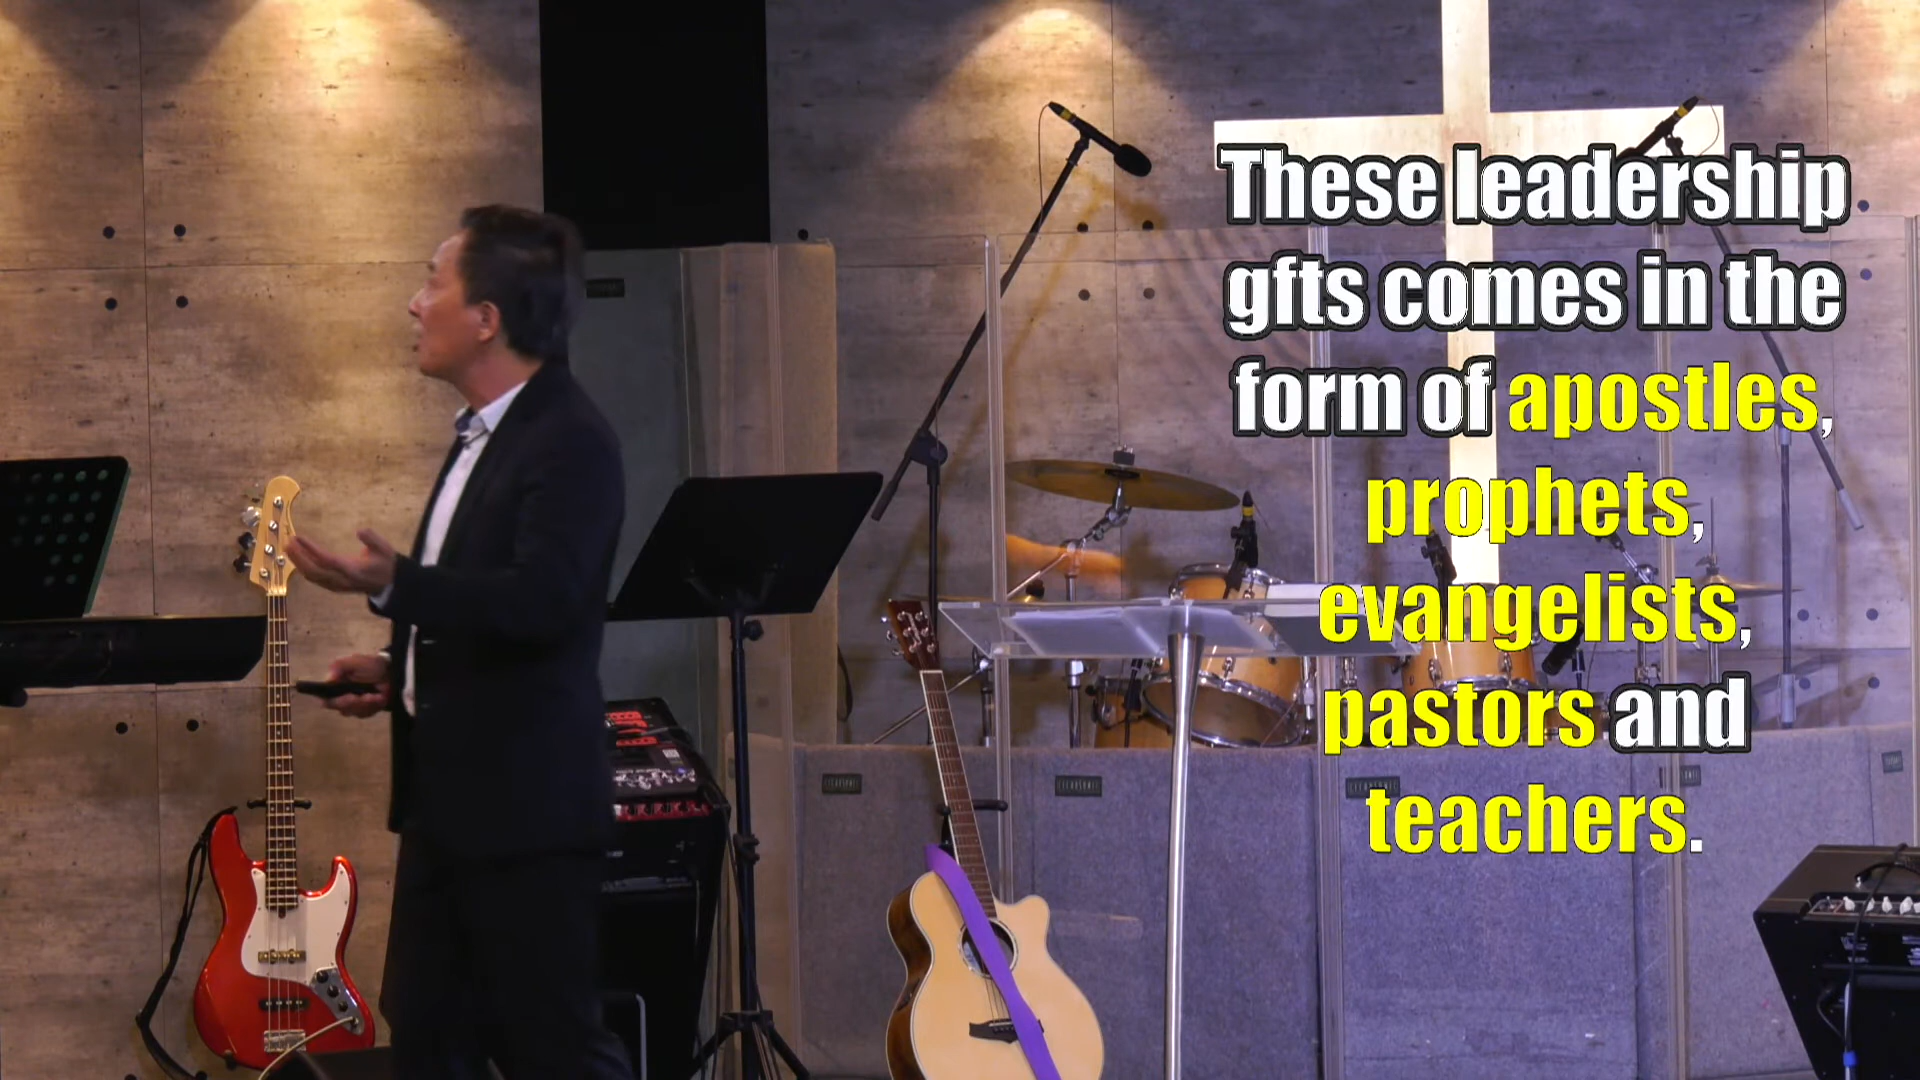 These leadership
gfts comes in the
form of apostles,
prophets,
evangelists,
pastors and
teachers.